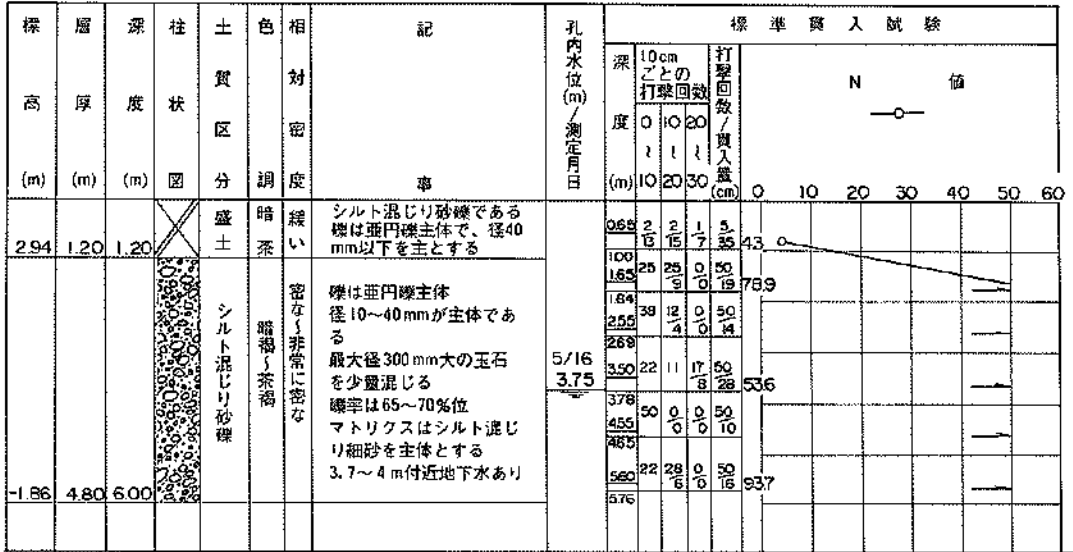 標高(m)
層厚(m)
深度(m)
柱状図
土質区分
色調
相対密度
記事
孔内水位(m)/測定月日
標準貫入試験
深度(m)
10cmごとの打撃回数
0〜10
10〜20
20〜30
打撃回数/貫入量(cm)
N値
0 10 20 30 40 50 60
2.94 1.20 1.20
盛土
暗茶
緩い
シルト混じり砂礫である
礫は亜円礫主体で、径40
mm以下を主とする
0.65 2/13 2/15 1/7 5/35 4.3
1.00
-1.86 4.80 6.00
シルト混じり砂礫
暗褐〜茶褐
密な〜非常に密な
礫は亜円礫主体
径10〜40mmが主体であ
る
最大径300mm大の玉石
を少量混じる
礫率は65〜70%位
マトリクスはシルト混じ
り細砂を主体とする
3.7〜4m付近地下水あり
5/16
3.75
1.65 25 25/9 0/0 50/19 78.9
1.84
2.55 38 12/4 0/0 50/14
2.69
3.50 22 11 17/8 50/28 53.6
3.78
4.55 50 0/0 0/0 50/10
4.65
5.60 22 28/6 0/0 50/16 93.7
5.76